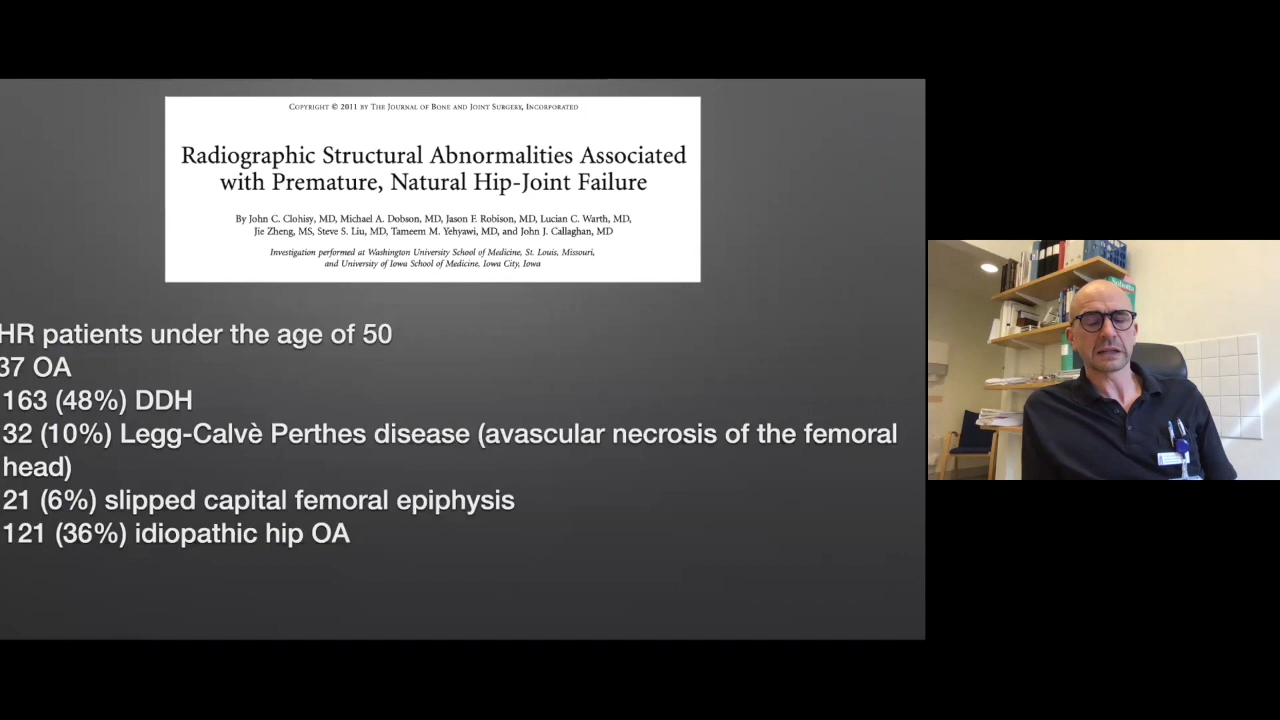 COPYRIGHT © 2011 BY THE JOURNAL OF BONE AND JOINT SURGERY, INCORPORATED
Radiographic Structural Abnormalities Associated
with Premature, Natural Hip-Joint Failure
By John C. Clohisy, MD, Michael A. Dobson, MD, Jason F. Robison, MD, Lucian C. Warth, MD,
Jie Zheng, MS, Steve S. Liu, MD, Tameem M. Yehyawi, MD, and John J. Callaghan, MD
Investigation performed at Washington University School of Medicine, St. Louis, Missouri,
and University of Iowa School of Medicine, Iowa City, Iowa
HR patients under the age of 50
37 OA
163 (48%) DDH
32 (10%) Legg-Calvè Perthes disease (avascular necrosis of the femoral
head)
21 (6%) slipped capital femoral epiphysis
121 (36%) idiopathic hip OA